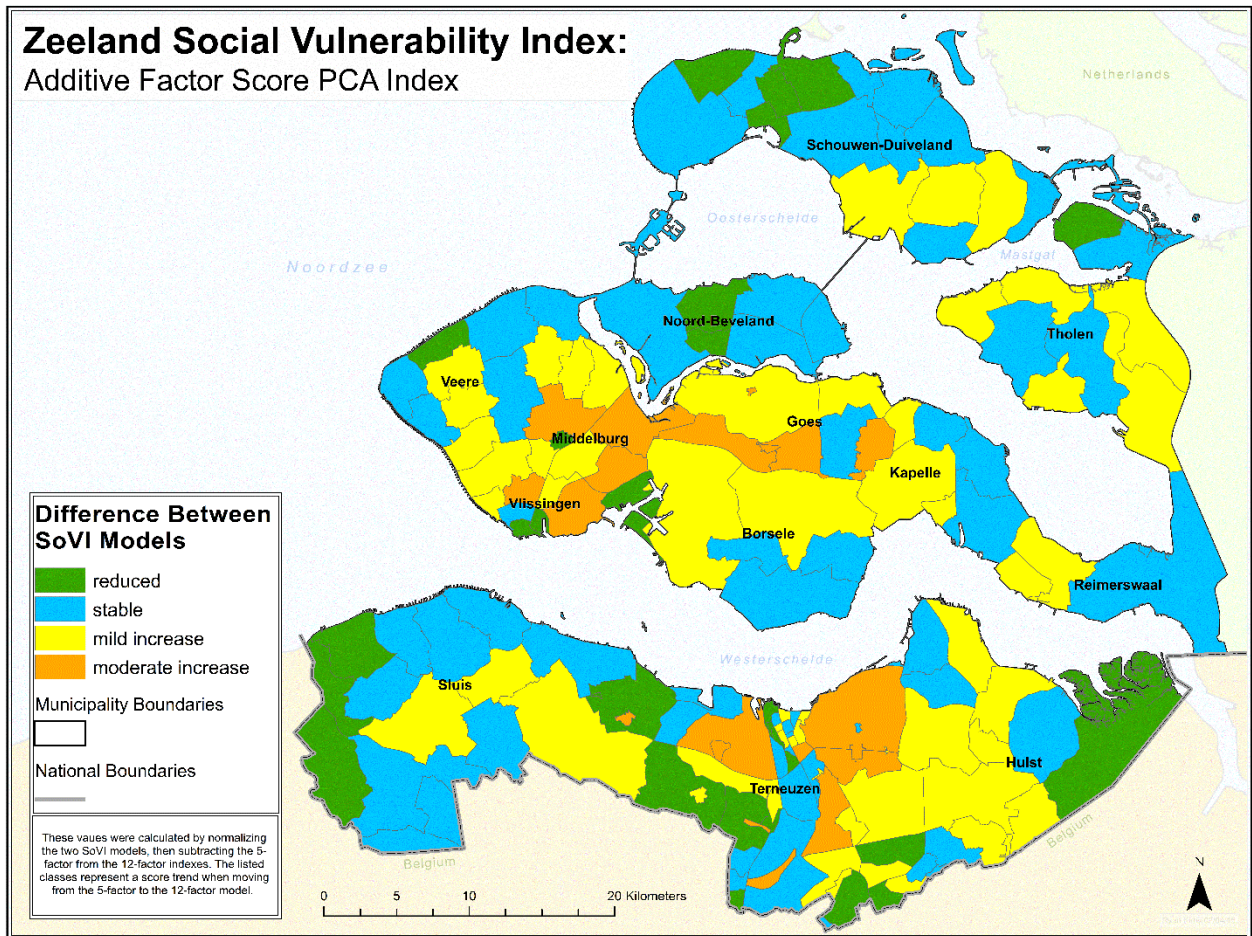 Zeeland Social Vulnerability Index:
Additive Factor Score PCA Index
Netherlands
Schouwen-Duiveland
Oosterschelde
Noordzee
Mastgat
Noord-Beveland
Tholen
Veere
Goes
Middelburg
Kapelle
Vlissingen
Borsele
Reimerswaal
Westerschelde
Sluis
Hulst
Terneuzen
Belgium
Belgium
Difference Between
SoVI Models
reduced
stable
mild increase
moderate increase
Municipality Boundaries
National Boundaries
These vaues were calculated by normalizing
the two SoVI models, then subtracting the 5-
factor from the 12-factor indexes. The listed
classes represent a score trend when moving
from the 5-factor to the 12-factor model.
0 5 10 20 Kilometers
N